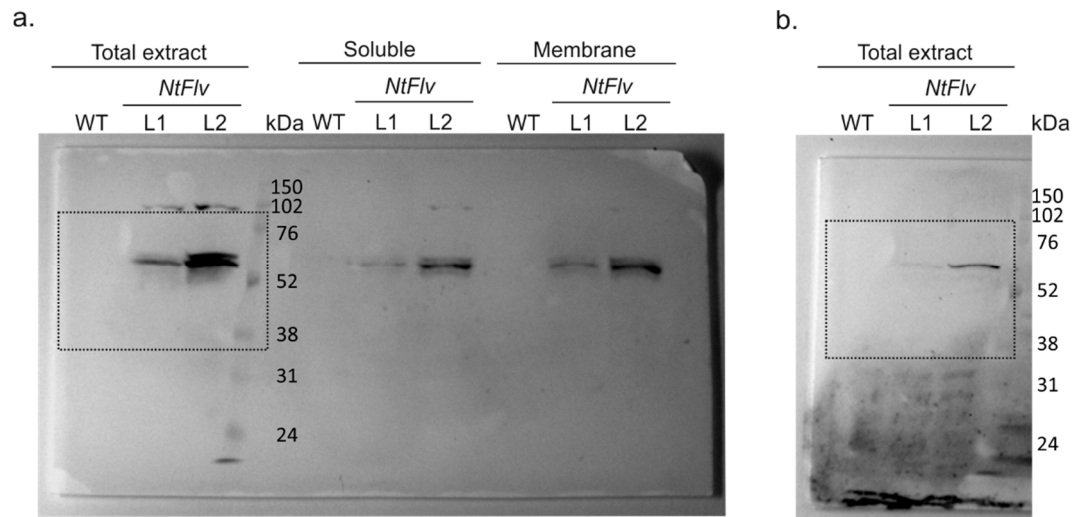 a.
Total extract Soluble Membrane
NtFlv NtFlv NtFlv
WT L1 L2 kDa WT L1 L2 WT L1 L2
150
102
76
52
38
31
24
b.
Total extract
NtFlv
WT L1 L2 kDa
150
102
76
52
38
31
24